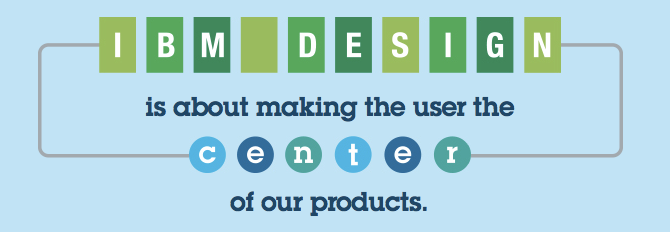 IBM DESIGN
is about making the user the
center
of our products.